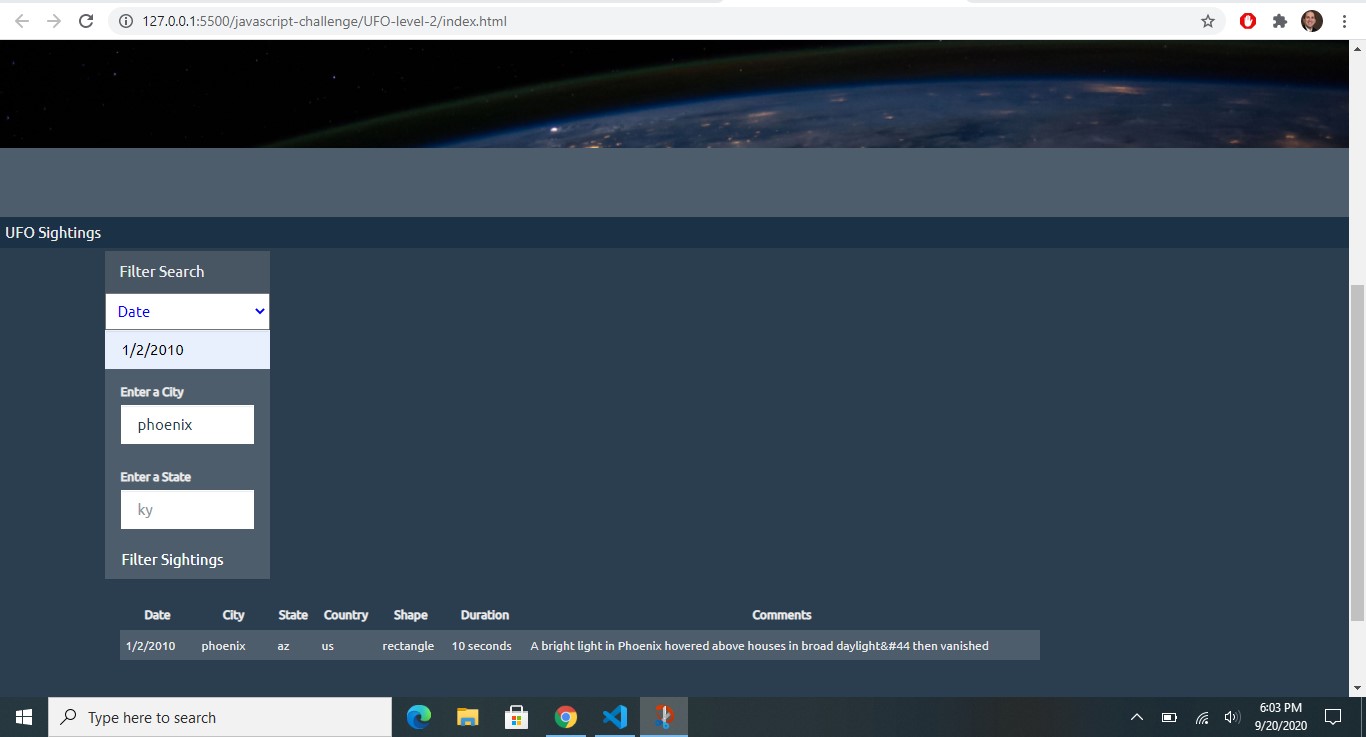 127.0.0.1:5500/javascript-challenge/UFO-level-2/index.html
UFO Sightings
Filter Search
Date
1/2/2010
Enter a City
phoenix
Enter a State
ky
Filter Sightings
Date City State Country Shape Duration Comments
1/2/2010 phoenix az us rectangle 10 seconds A bright light in Phoenix hovered above houses in broad daylight&#44 then vanished
Type here to search
6:03 PM
9/20/2020